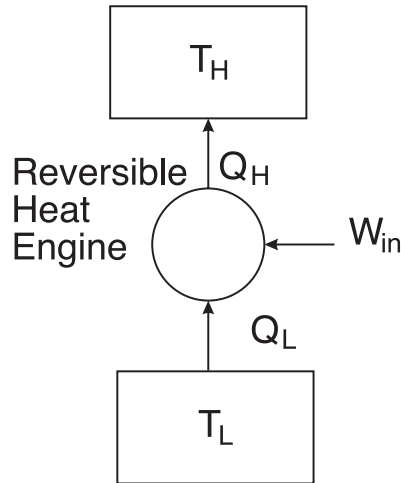 T_H
Reversible
Heat
Engine
Q_H
W_in
Q_L
T_L